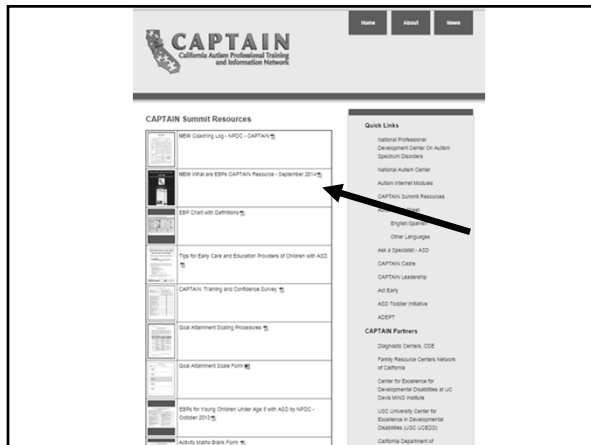 Home
About
News
CAPTAIN
California Autism Professional Training
and Information Network
CAPTAIN Summit Resources
NEW Coaching Log - NPDC - CAPTAIN
NEW What are EBPs CAPTAIN Resource - September 2014
EBP Chart with Definitions
Tips for Early Care and Education Providers of Children with ASD
CAPTAIN: Training and Confidence Survey
Goal Attainment Scaling Procedures
Goal Attainment Scale Form
EBPs for Young Children Under Age 6 with ASD by NPDC -
October 2013
Activity Matrix Blank Form
Quick Links
National Professional
Development Center On Autism
Spectrum Disorders
National Autism Center
Autism Internet Modules
CAPTAIN Summit Resources
Sheet
English/Spanish
Other Languages
Ask a Specialist - ASD
CAPTAIN Cadre
CAPTAIN Leadership
Act Early
ASD Toddler Initiative
ADEPT
CAPTAIN Partners
Diagnostic Centers, CDE
Family Resource Centers Network
of California
Center for Excellence for
Developmental Disabilities at UC
Davis MIND Institute
USC University Center for
Excellence in Developmental
Disabilities (USC UCEDD)
California Department of